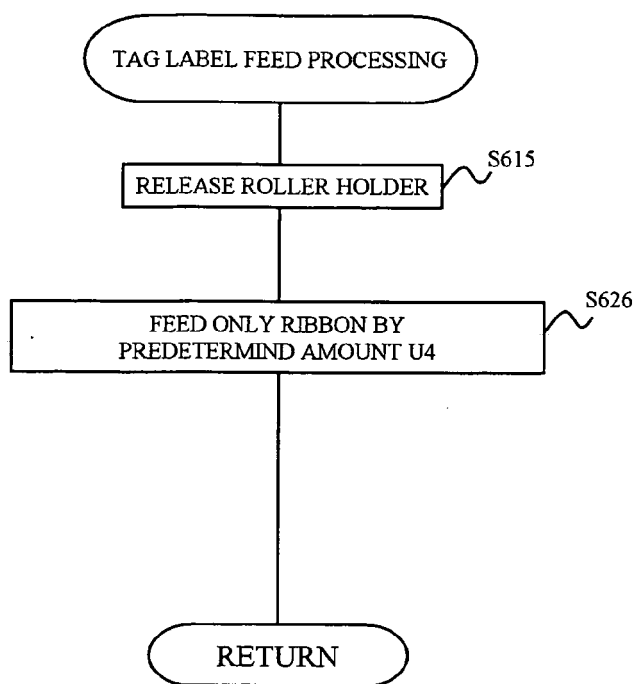 TAG LABEL FEED PROCESSING
S615
RELEASE ROLLER HOLDER
S626
FEED ONLY RIBBON BY
PREDETERMIND AMOUNT U4
RETURN